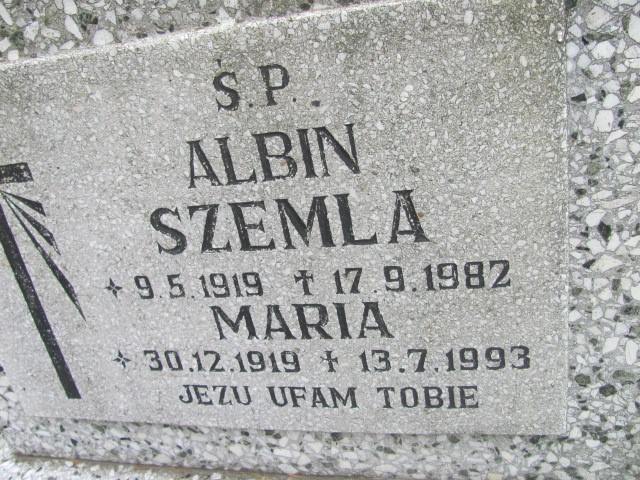 Ś.P.
ALBIN
SZEMLA
9.5.1919 ✝ 17.9.1982
MARIA
30.12.1919 ✝ 13.7.1993
JEZU UFAM TOBIE